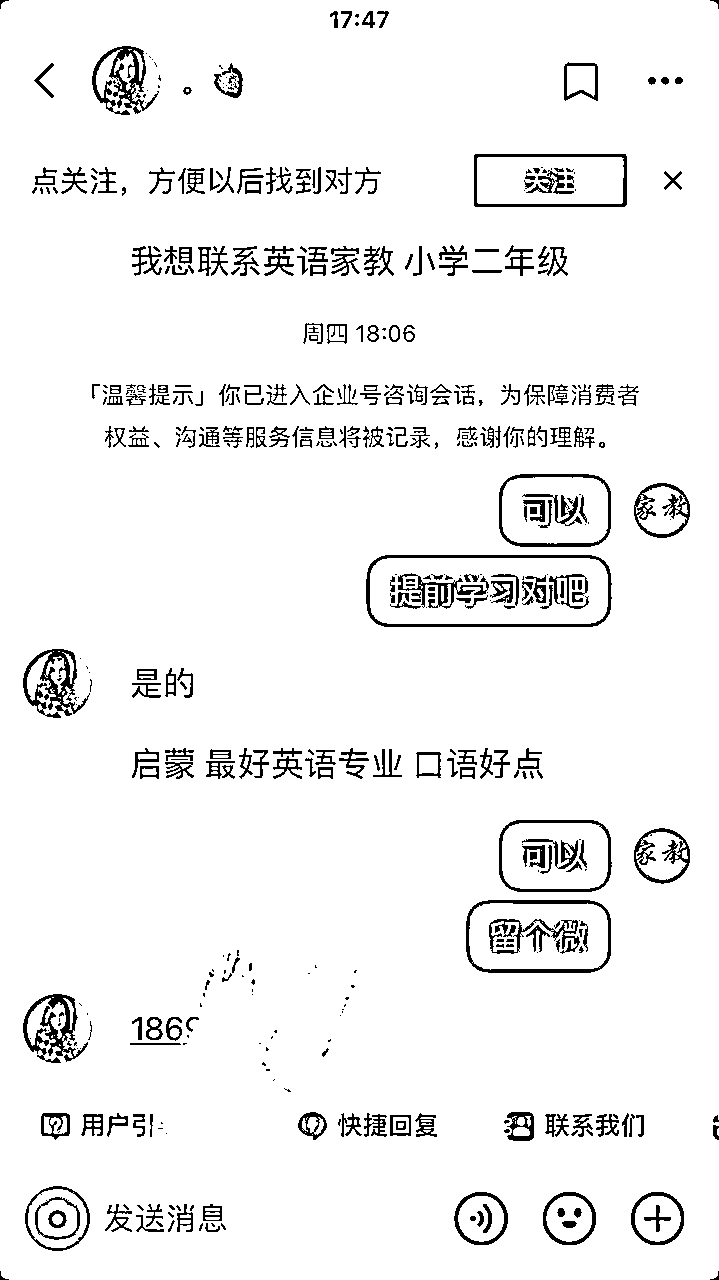 17:47
。🍓
点关注，方便以后找到对方
关注
我想联系英语家教 小学二年级
周四 18:06
「温馨提示」你已进入企业号咨询会话，为保障消费者
权益、沟通等服务信息将被记录，感谢你的理解。
可以
家教
提前学习对吧
是的
启蒙 最好英语专业 口语好点
可以
家教
留个微
1869
用户引
快捷回复
联系我们
发送消息